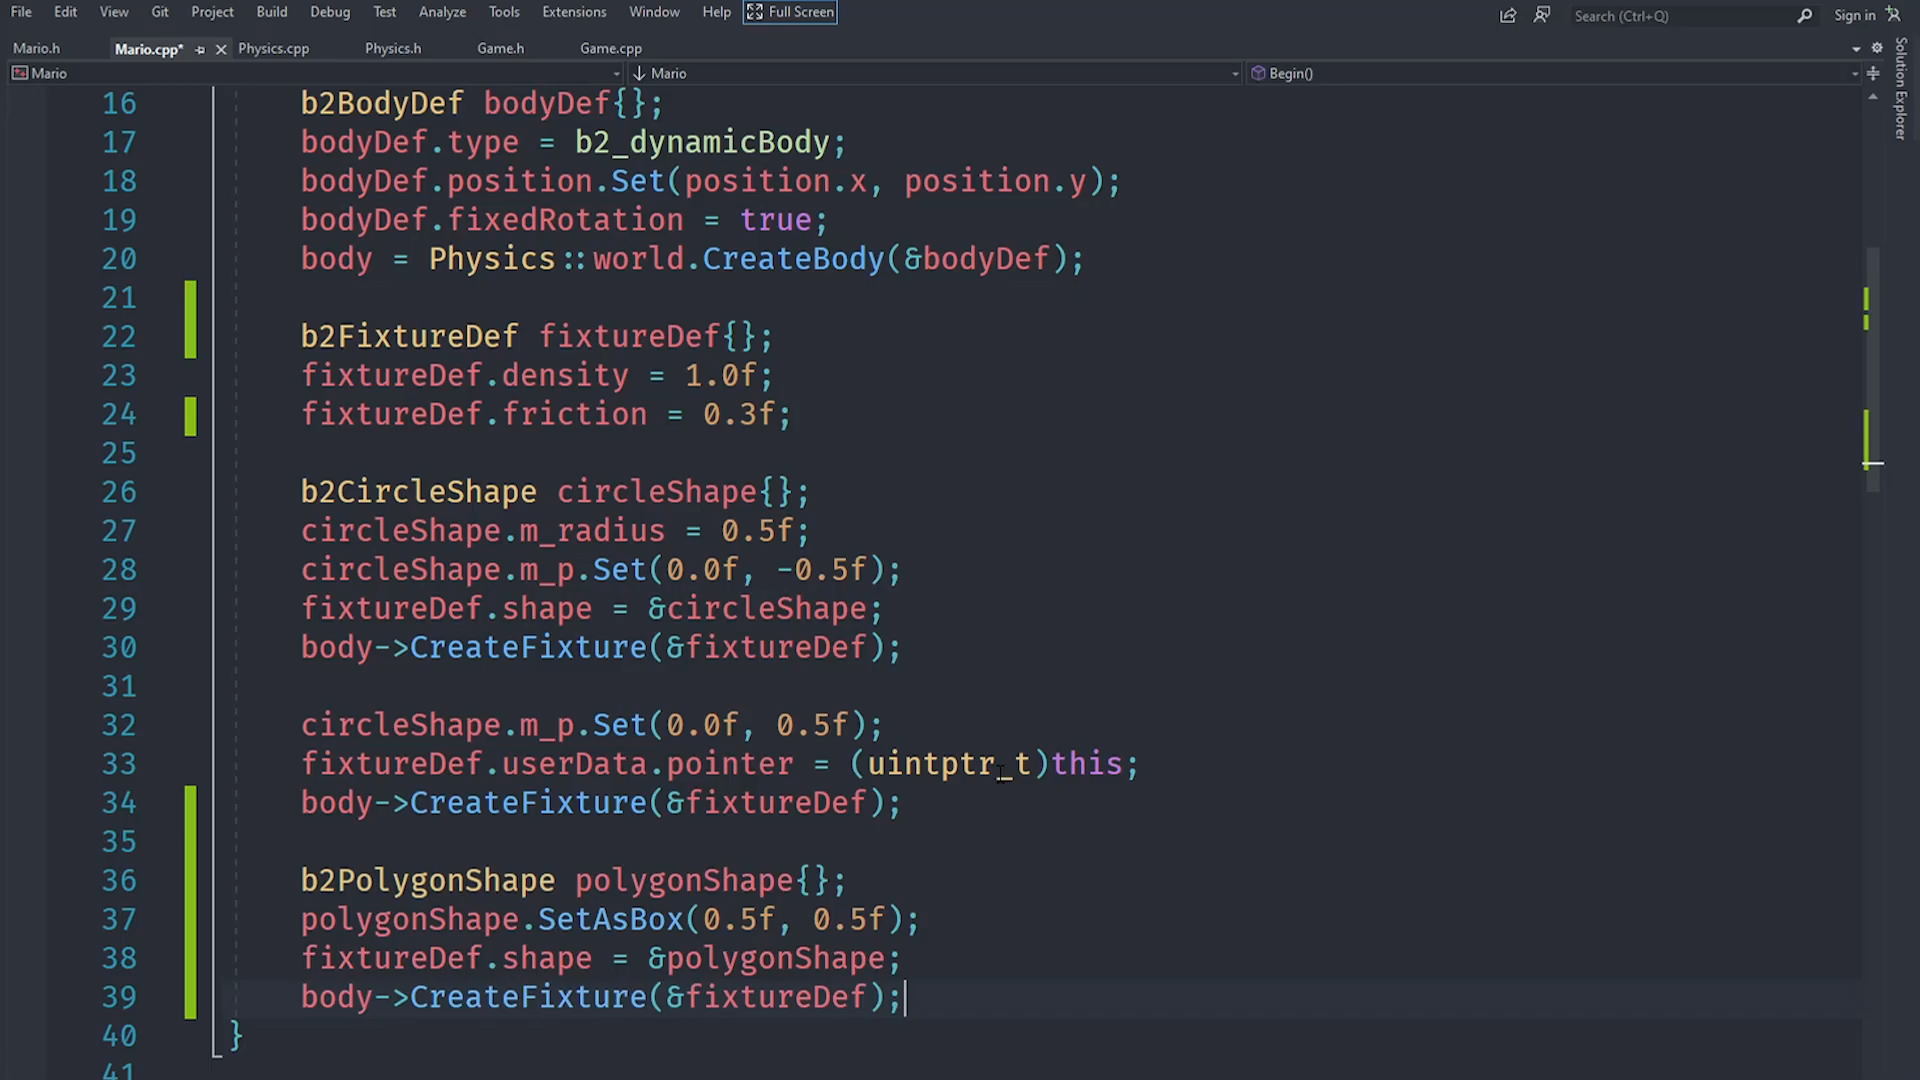 File Edit View Git Project Build Debug Test Analyze Tools Extensions Window Help Full Screen Search (Ctrl+Q) Sign in
Mario.h Mario.cpp* Physics.cpp Physics.h Game.h Game.cpp
Mario Mario Begin()
Solution Explorer
16 b2BodyDef bodyDef{};
17 bodyDef.type = b2_dynamicBody;
18 bodyDef.position.Set(position.x, position.y);
19 bodyDef.fixedRotation = true;
20 body = Physics::world.CreateBody(&bodyDef);
21
22 b2FixtureDef fixtureDef{};
23 fixtureDef.density = 1.0f;
24 fixtureDef.friction = 0.3f;
25
26 b2CircleShape circleShape{};
27 circleShape.m_radius = 0.5f;
28 circleShape.m_p.Set(0.0f, -0.5f);
29 fixtureDef.shape = &circleShape;
30 body->CreateFixture(&fixtureDef);
31
32 circleShape.m_p.Set(0.0f, 0.5f);
33 fixtureDef.userData.pointer = (uintptr_t)this;
34 body->CreateFixture(&fixtureDef);
35
36 b2PolygonShape polygonShape{};
37 polygonShape.SetAsBox(0.5f, 0.5f);
38 fixtureDef.shape = &polygonShape;
39 body->CreateFixture(&fixtureDef);
40 }
41